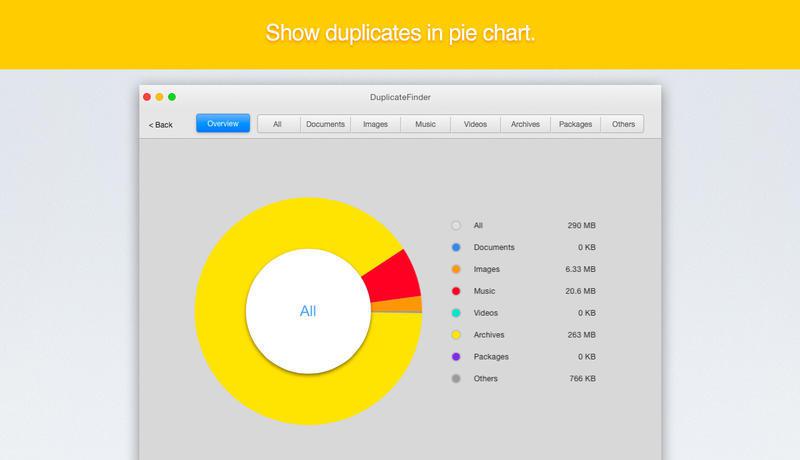 Show duplicates in pie chart.
DuplicateFinder
< Back Overview All Documents Images Music Videos Archives Packages Others
All
All 290 MB
Documents 0 KB
Images 6.33 MB
Music 20.6 MB
Videos 0 KB
Archives 263 MB
Packages 0 KB
Others 766 KB